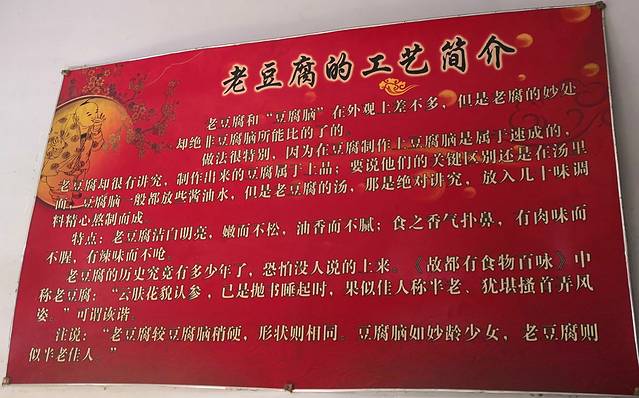 老豆腐的工艺简介
老豆腐和“豆腐脑”在外观上差不多，但是老腐的妙处
却绝非豆腐脑所能比的了的。
做法很特别，因为在豆腐制作上豆腐脑是属于速成的，
老豆腐却很有讲究，制作出来的豆腐属于上品；要说他们的关键区别还是在汤里
面，豆腐脑一般都放些酱油水，但是老豆腐的汤，那是绝对讲究，放入几十味调
料精心熬制而成
特点：老豆腐洁白明亮，嫩而不松，油香而不腻；食之香气扑鼻，有肉味而
不腥，有辣味而不呛。
老豆腐的历史究竟有多少年了，恐怕没人说的上来。《故都有食物百咏》中
称老豆腐：“云肤花貌认参，已是抛书睡起时，果似佳人称半老、犹堪搔首弄风
姿。”可谓诙谐。
注说：“老豆腐较豆腐脑稍硬，形状则相同。豆腐脑如妙龄少女，老豆腐则
似半老佳人 ”